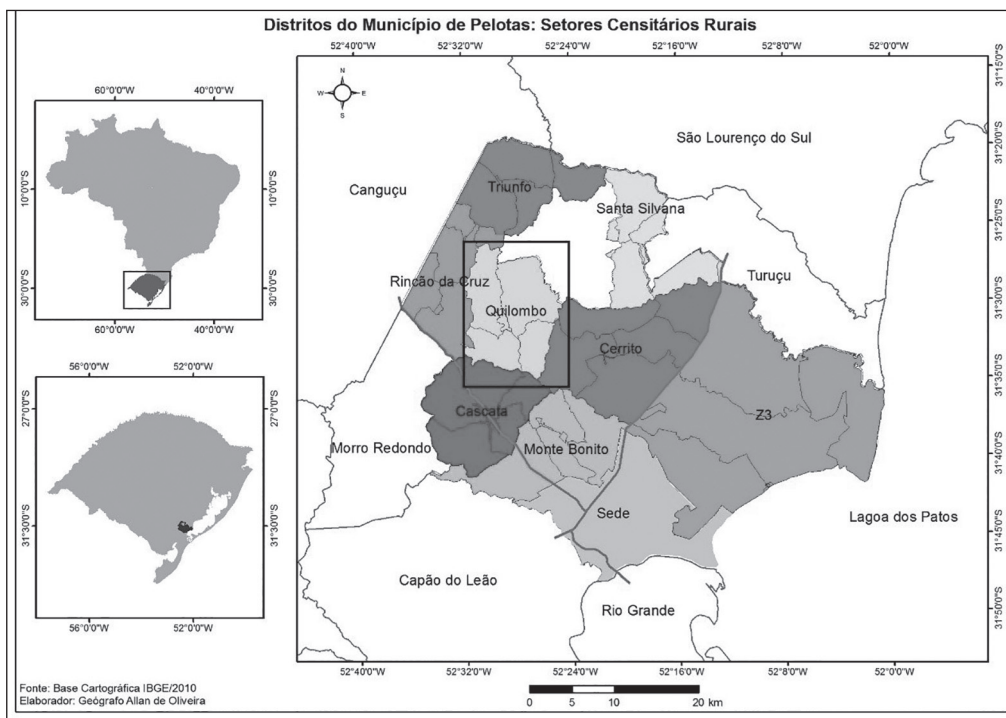 Distritos do Município de Pelotas: Setores Censitários Rurais
52°40'0"W 52°32'0"W 52°24'0"W 52°16'0"W 52°8'0"W 52°0'0"W
N
W E
S
60°0'0"W 40°0'0"W
10°0'0"S 10°0'0"S
30°0'0"S 30°0'0"S
60°0'0"W 40°0'0"W
56°0'0"W 52°0'0"W
27°0'0"S 27°0'0"S
31°30'0"S 31°30'0"S
56°0'0"W 52°0'0"W
São Lourenço do Sul
Canguçu
Triunfo
Santa Silvana
Rincão da Cruz
Turuçu
Quilombo
Cerrito
Cascata
Z3
Morro Redondo
Monte Bonito
Sede
Lagoa dos Patos
Capão do Leão
Rio Grande
31°15'0"S
31°20'0"S
31°25'0"S
31°30'0"S
31°35'0"S
31°40'0"S
31°45'0"S
31°50'0"S
52°40'0"W 52°32'0"W 52°24'0"W 52°16'0"W 52°8'0"W 52°0'0"W
Fonte: Base Cartográfica IBGE/2010
Elaborador: Geógrafo Allan de Oliveira
0 5 10 20 km